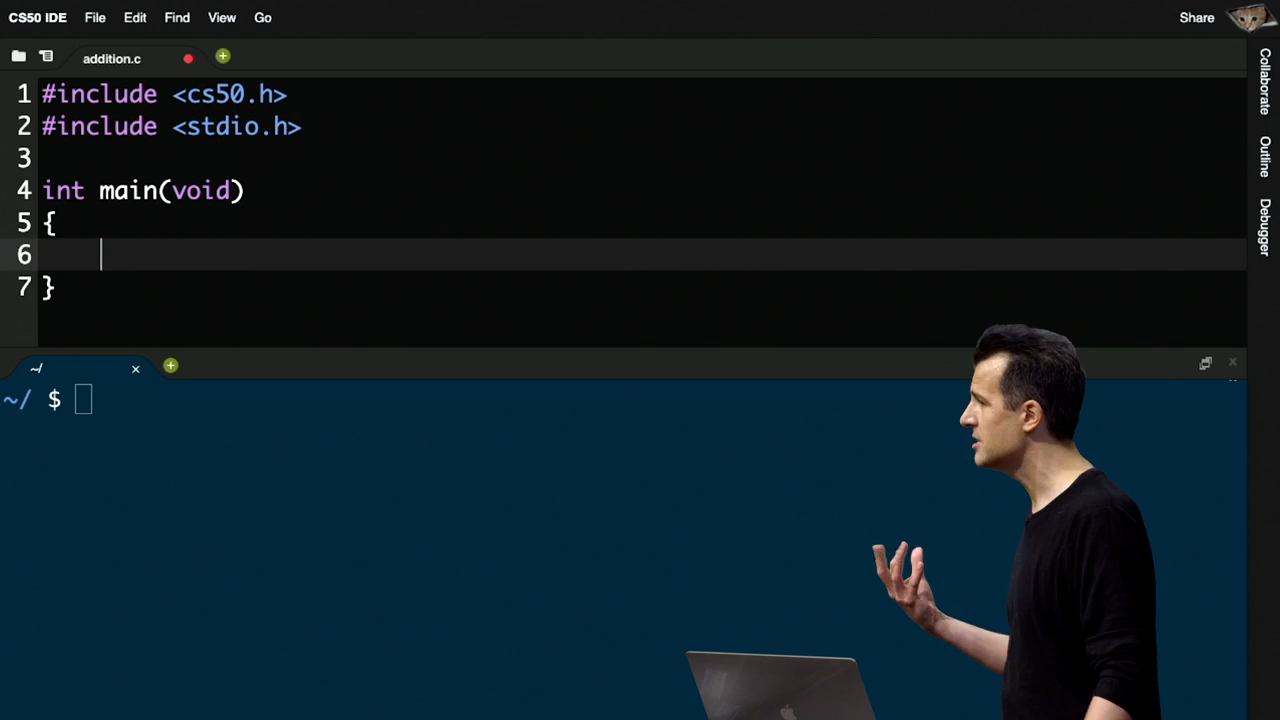 CS50 IDE File Edit Find View Go Share
addition.c
1 #include <cs50.h>
2 #include <stdio.h>
3
4 int main(void)
5 {
6
7 }
~/
~/ $
Collaborate
Outline
Debugger